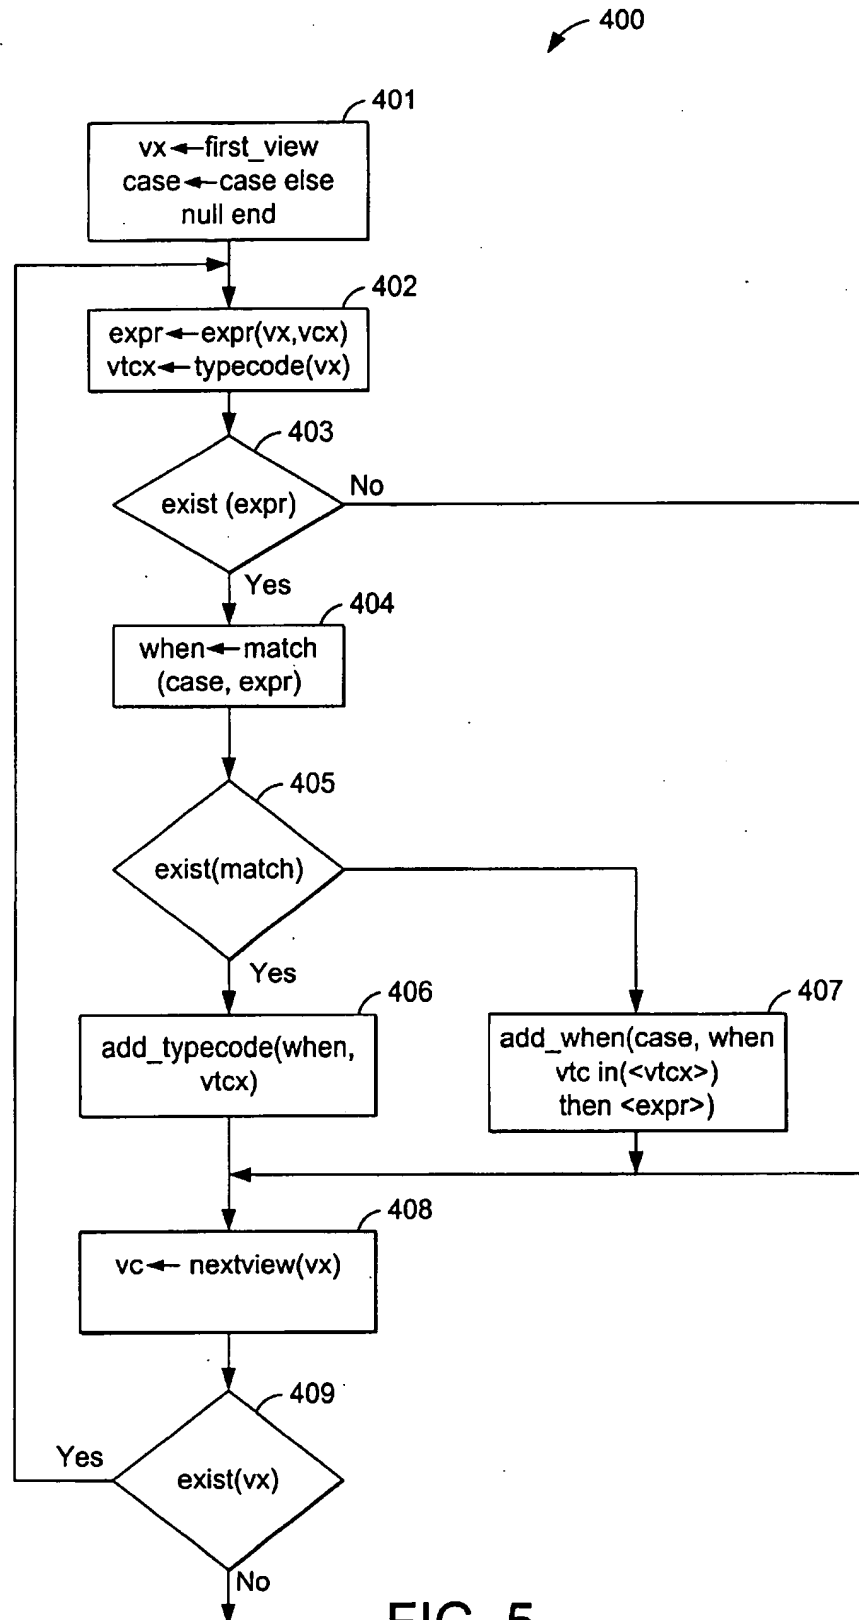 400
401
vx←first_view
case←case else
null end
402
expr←expr(vx,vcx)
vtcx←typecode(vx)
403
exist (expr)
No
Yes
404
when←match
(case, expr)
405
exist(match)
Yes
406
add_typecode(when,
vtcx)
407
add_when(case, when
vtc in(<vtcx>)
then <expr>)
408
vc← nextview(vx)
409
Yes
exist(vx)
No
FIG. 5